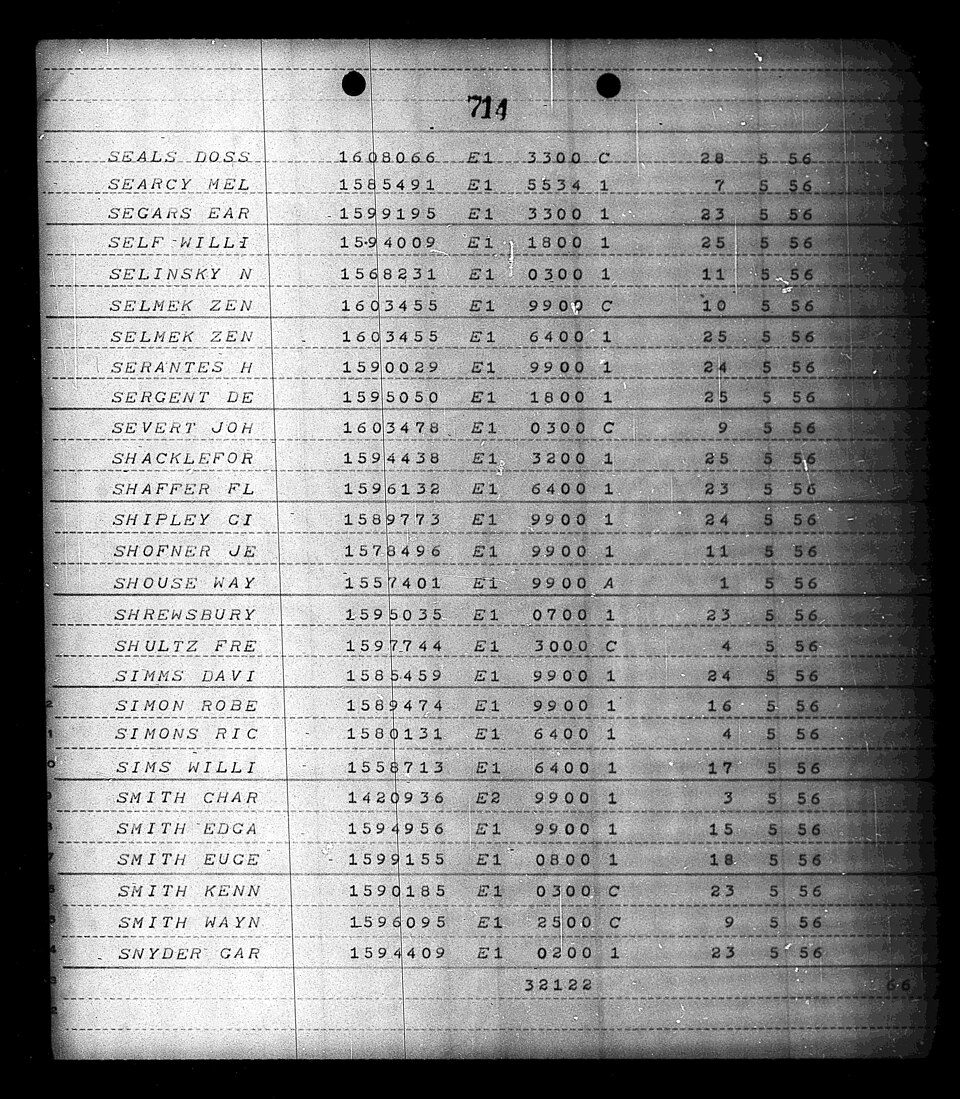 714
SEALS DOSS 1608066 E1 3300 C 28 5 56
SEARCY MEL 1585491 E1 5534 1 7 5 56
SEGARS EAR 1599195 E1 3300 1 23 5 56
SELF WILLI 1594009 E1 1800 1 25 5 56
SELINSKY N 1568231 E1 0300 1 11 5 56
SELMEK ZEN 1603455 E1 9900 C 10 5 56
SELMEK ZEN 1603455 E1 6400 1 25 5 56
SERANTES H 1590029 E1 9900 1 24 5 56
SERGENT DE 1595050 E1 1800 1 25 5 56
SEVERT JOH 1603478 E1 0300 C 9 5 56
SHACKLEFOR 1594438 E1 3200 1 25 5 56
SHAFFER FL 1596132 E1 6400 1 23 5 56
SHIPLEY GI 1589773 E1 9900 1 24 5 56
SHOFNER JE 1578496 E1 9900 1 11 5 56
SHOUSE WAY 1557401 E1 9900 A 1 5 56
SHREWSBURY 1595035 E1 0700 1 23 5 56
SHULTZ FRE 1597744 E1 3000 C 4 5 56
SIMMS DAVI 1585459 E1 9900 1 24 5 56
SIMON ROBE 1589474 E1 9900 1 16 5 56
SIMONS RIC 1580131 E1 6400 1 4 5 56
SIMS WILLI 1558713 E1 6400 1 17 5 56
SMITH CHAR 1420936 E2 9900 1 3 5 56
SMITH EDGA 1594956 E1 9900 1 15 5 56
SMITH EUGE 1599155 E1 0800 1 18 5 56
SMITH KENN 1590185 E1 0300 C 23 5 56
SMITH WAYN 1596095 E1 2500 C 9 5 56
SNYDER GAR 1594409 E1 0200 1 23 5 56
32122 66